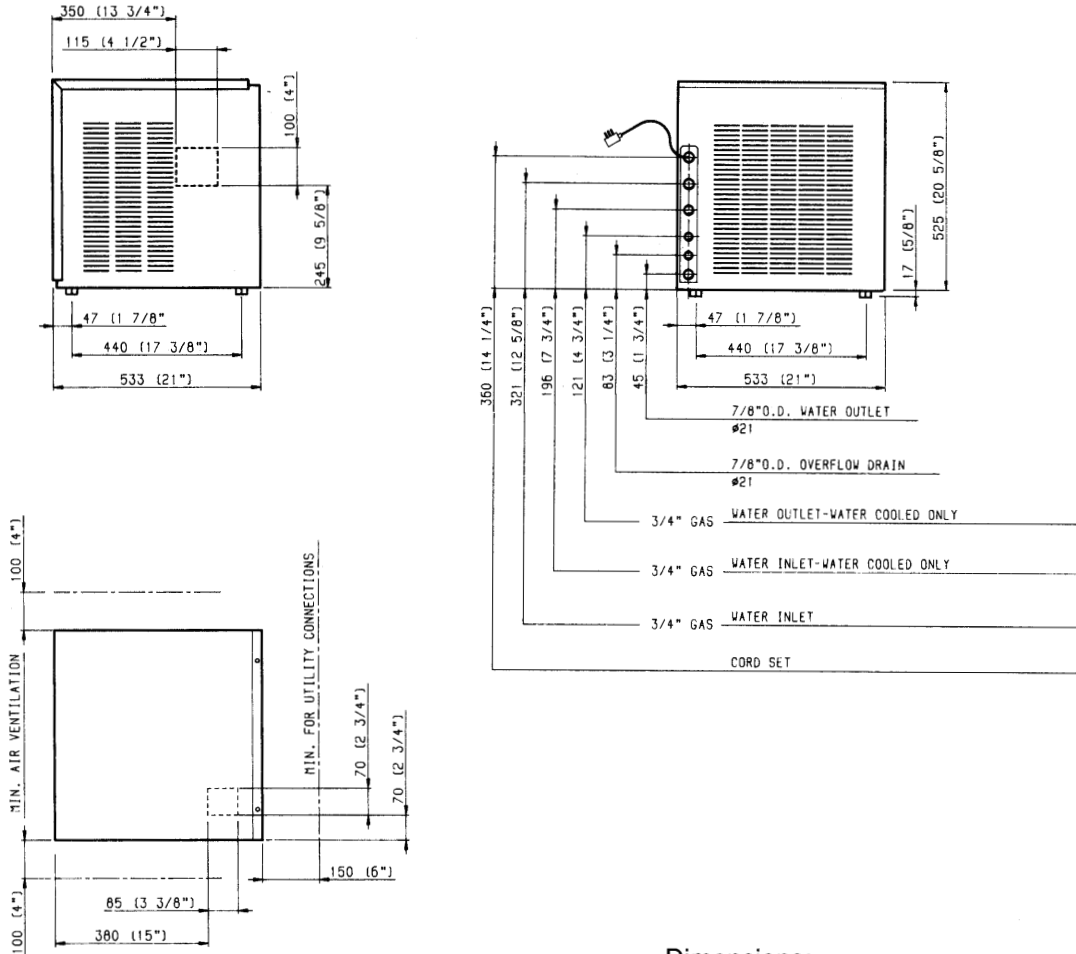 350 (13 3/4")
115 (4 1/2")
100 (4")
245 (9 5/8")
47 (1 7/8"
440 (17 3/8")
533 (21")
525 (20 5/8")
17 (5/8")
47 (1 7/8")
440 (17 3/8")
533 (21")
360 (14 1/4")
321 (12 5/8")
196 (7 3/4")
121 (4 3/4")
83 (3 1/4")
45 (1 3/4")
7/8"O.D. WATER OUTLET
ø21
7/8"O.D. OVERFLOW DRAIN
ø21
3/4" GAS WATER OUTLET-WATER COOLED ONLY
3/4" GAS WATER INLET-WATER COOLED ONLY
3/4" GAS WATER INLET
CORD SET
100 (4")
MIN. AIR VENTILATION
100 (4")
MIN. FOR UTILITY CONNECTIONS
70 (2 3/4")
70 (2 3/4")
150 (6")
85 (3 3/8")
380 (15")